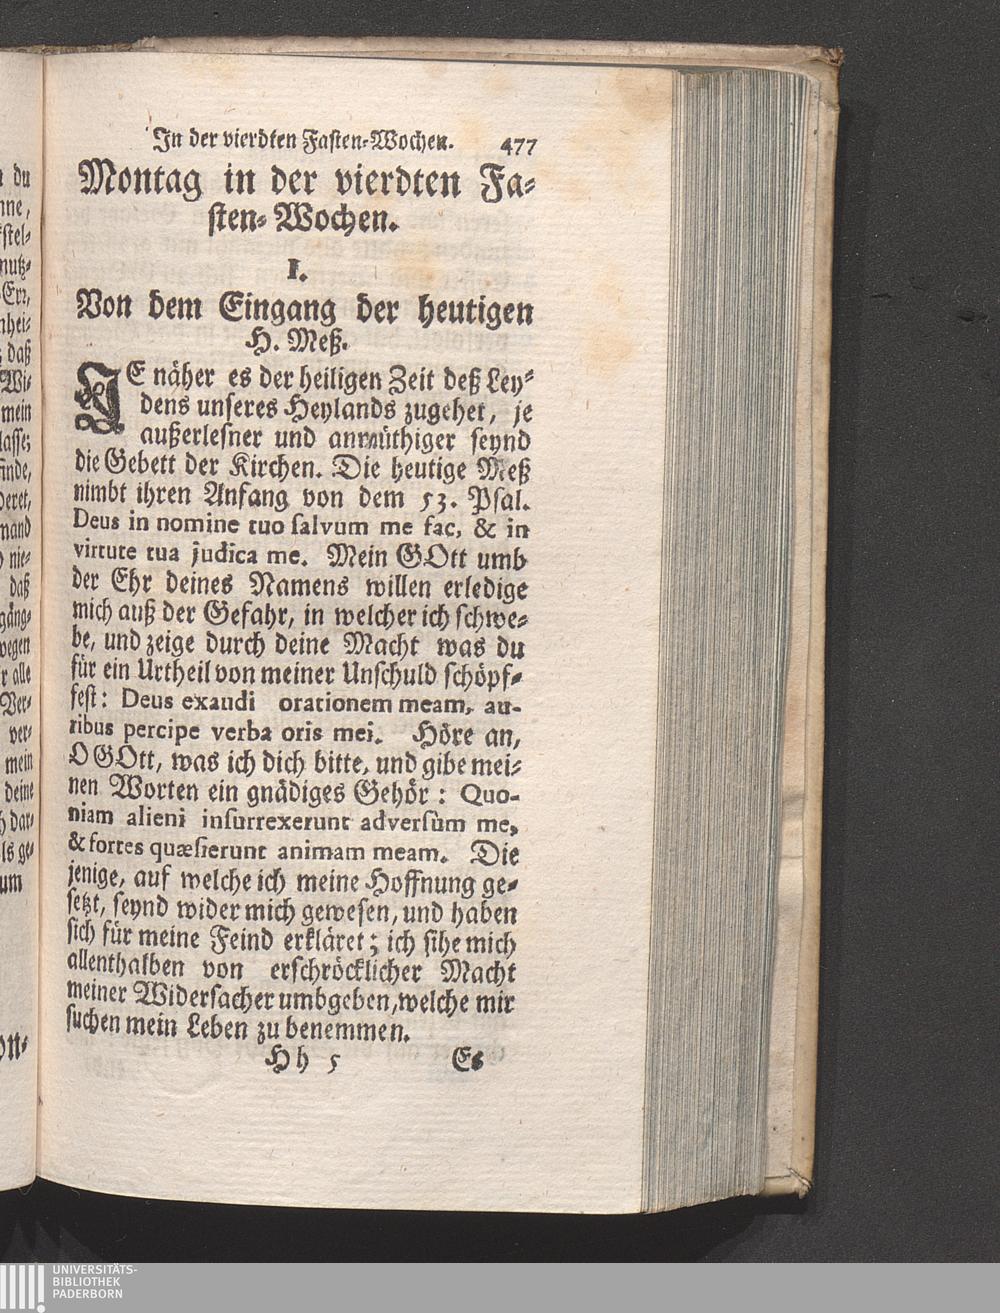 In der vierdten Fasten-Wochen. 477
Montag in der vierdten Fa-
sten-Wochen.
I.
Von dem Eingang der heutigen
H. Meß.
JE näher es der heiligen Zeit deß Ley-
dens unseres Heylands zugehet, je
außerlesner und anmüthiger seynd
die Gebett der Kirchen. Die heutige Meß
nimbt ihren Anfang von dem 53. Psal.
Deus in nomine tuo salvum me fac, & in
virtute tua judica me. Mein GOtt umb
der Ehr deines Namens willen erledige
mich auß der Gefahr, in welcher ich schwe-
be, und zeige durch deine Macht was du
für ein Urtheil von meiner Unschuld schöpf-
fest: Deus exaudi orationem meam, au-
ribus percipe verba oris mei. Höre an,
O GOtt, was ich dich bitte, und gibe mei-
nen Worten ein gnädiges Gehör: Quo-
niam alieni insurrexerunt adversùm me,
& fortes quæsierunt animam meam. Die
jenige, auf welche ich meine Hoffnung ge-
setzt, seynd wider mich gewesen, und haben
sich für meine Feind erkläret; ich sihe mich
allenthalben von erschröcklicher Macht
meiner Widersacher umbgeben, welche mir
suchen mein Leben zu benemmen.
Hh 5 Es
UNIVERSITÄTS-
BIBLIOTHEK
PADERBORN